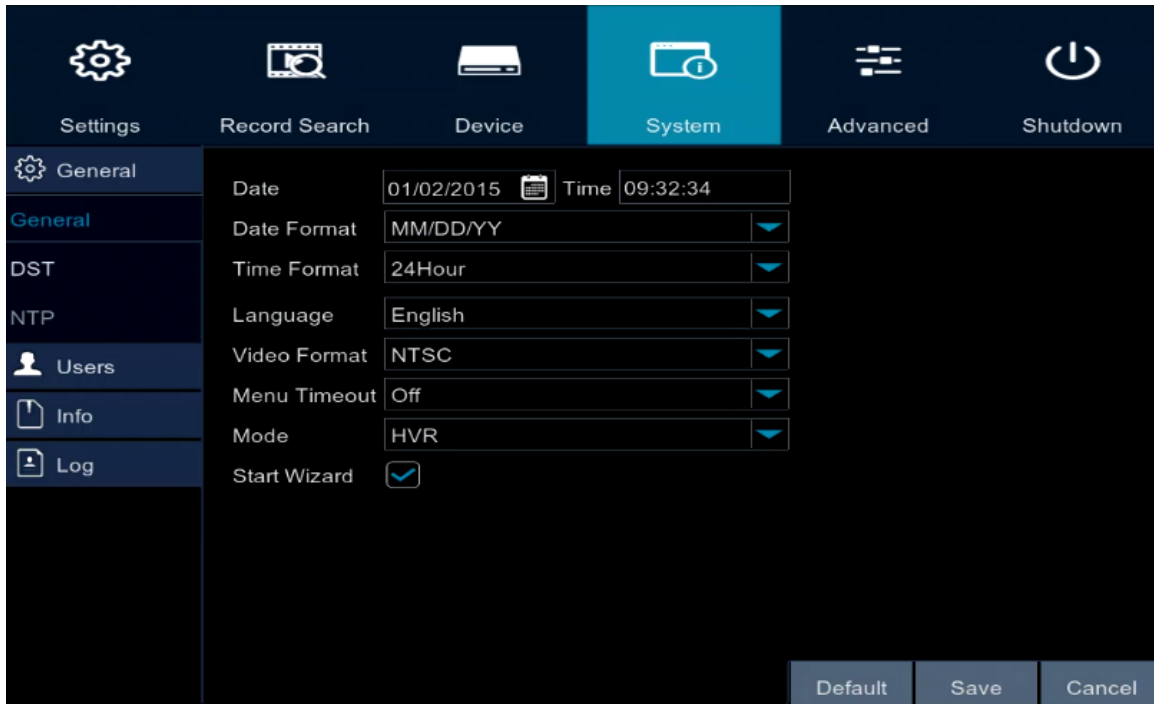 Settings Record Search Device System Advanced Shutdown
General
General
DST
NTP
Users
Info
Log
Date 01/02/2015 Time 09:32:34
Date Format MM/DD/YY
Time Format 24Hour
Language English
Video Format NTSC
Menu Timeout Off
Mode HVR
Start Wizard
Default Save Cancel